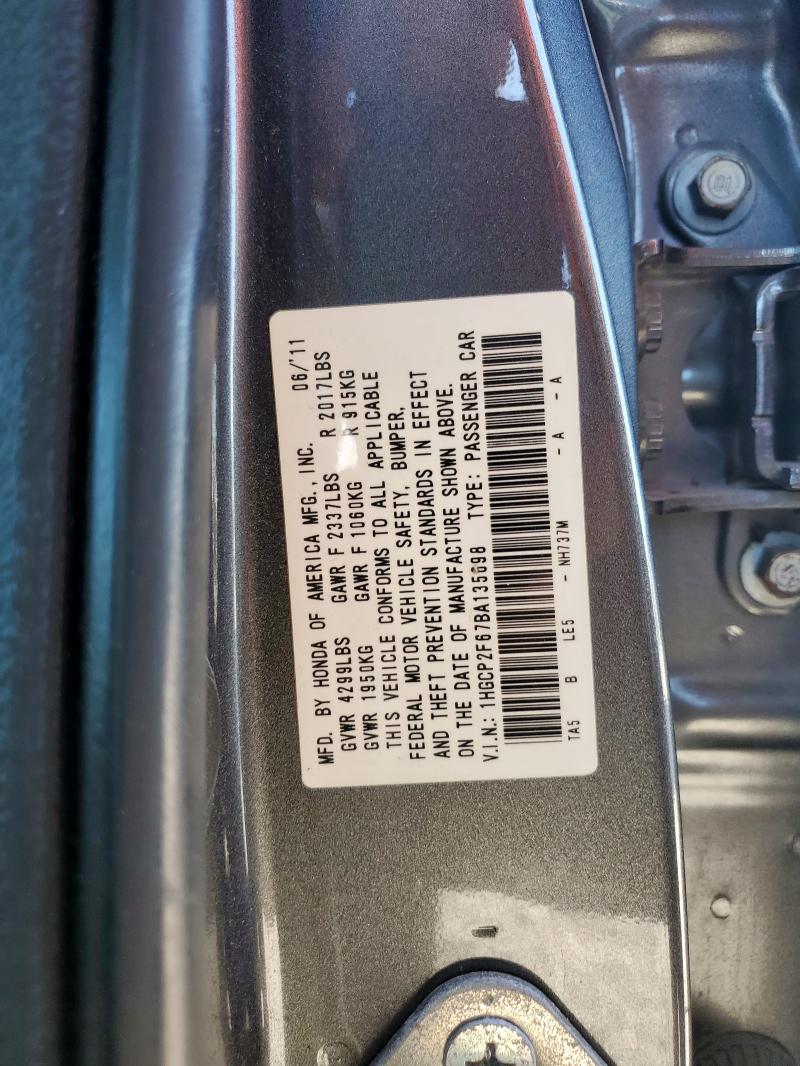 MFD. BY HONDA OF AMERICA MFG., INC. 06/'11
GVWR 4299LBS GAWR F 2337LBS R 2017LBS
GVWR 1950KG GAWR F 1060KG R 915KG
THIS VEHICLE CONFORMS TO ALL APPLICABLE
FEDERAL MOTOR VEHICLE SAFETY, BUMPER,
AND THEFT PREVENTION STANDARDS IN EFFECT
ON THE DATE OF MANUFACTURE SHOWN ABOVE.
V.I.N.: 1HGCP2F67BA135098 TYPE: PASSENGER CAR
TA5 B LE5 - NH737M - A - A